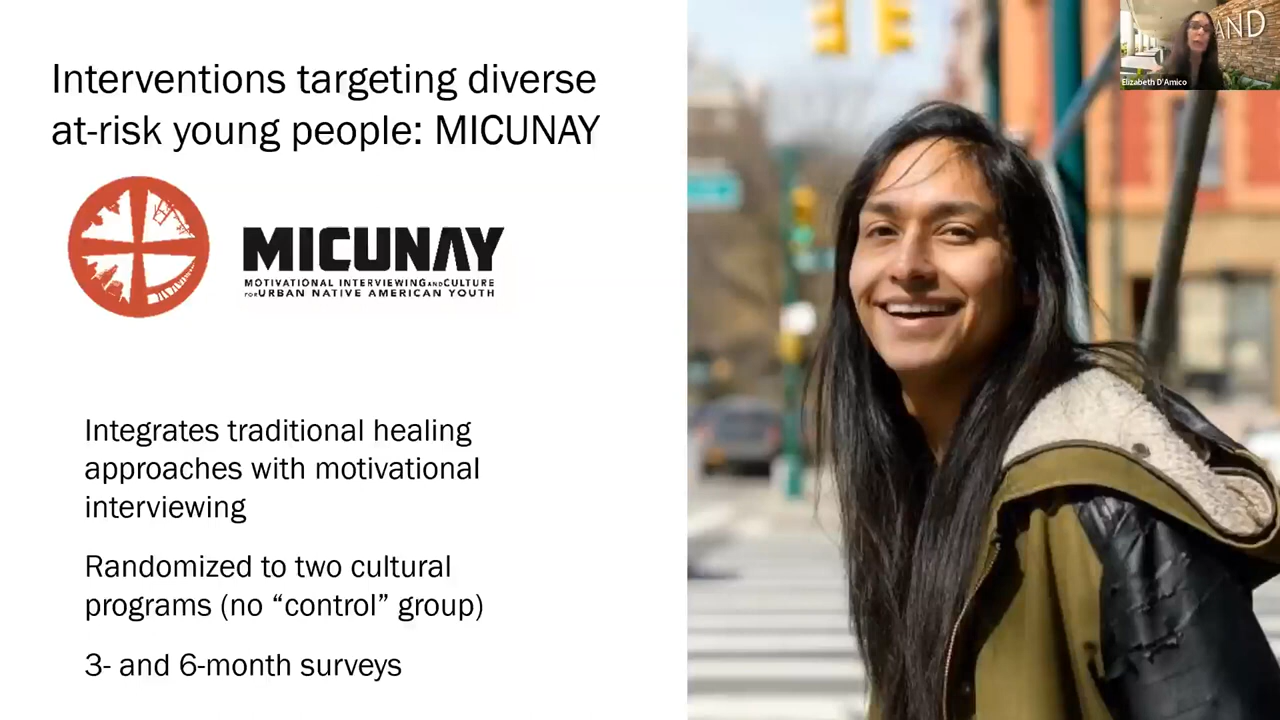 Interventions targeting diverse
at-risk young people: MICUNAY
MICUNAY
MOTIVATIONAL INTERVIEWING AND CULTURE
FOR URBAN NATIVE AMERICAN YOUTH
Integrates traditional healing
approaches with motivational
interviewing
Randomized to two cultural
programs (no “control” group)
3- and 6-month surveys
AND
Elizabeth D'Amico